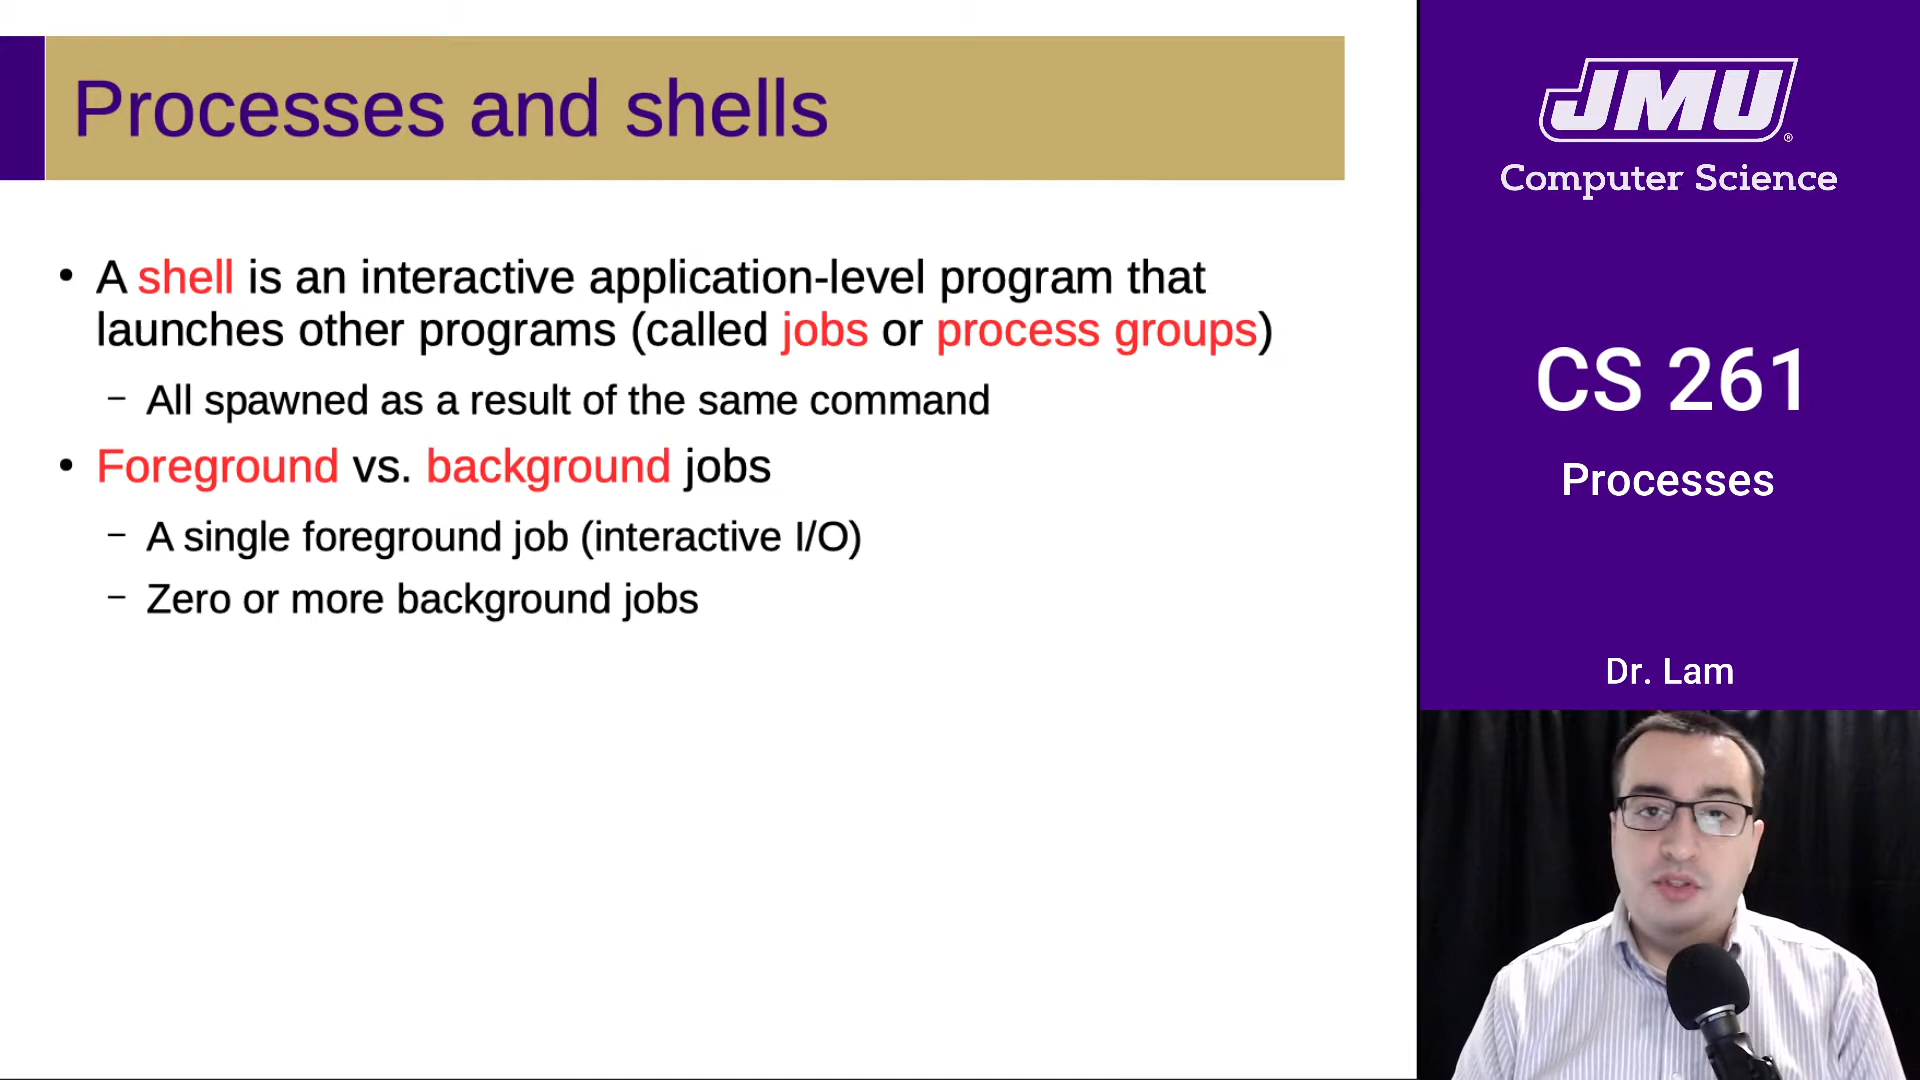 Processes and shells
• A shell is an interactive application-level program that
launches other programs (called jobs or process groups)
– All spawned as a result of the same command
• Foreground vs. background jobs
– A single foreground job (interactive I/O)
– Zero or more background jobs
JMU®
Computer Science
CS 261
Processes
Dr. Lam